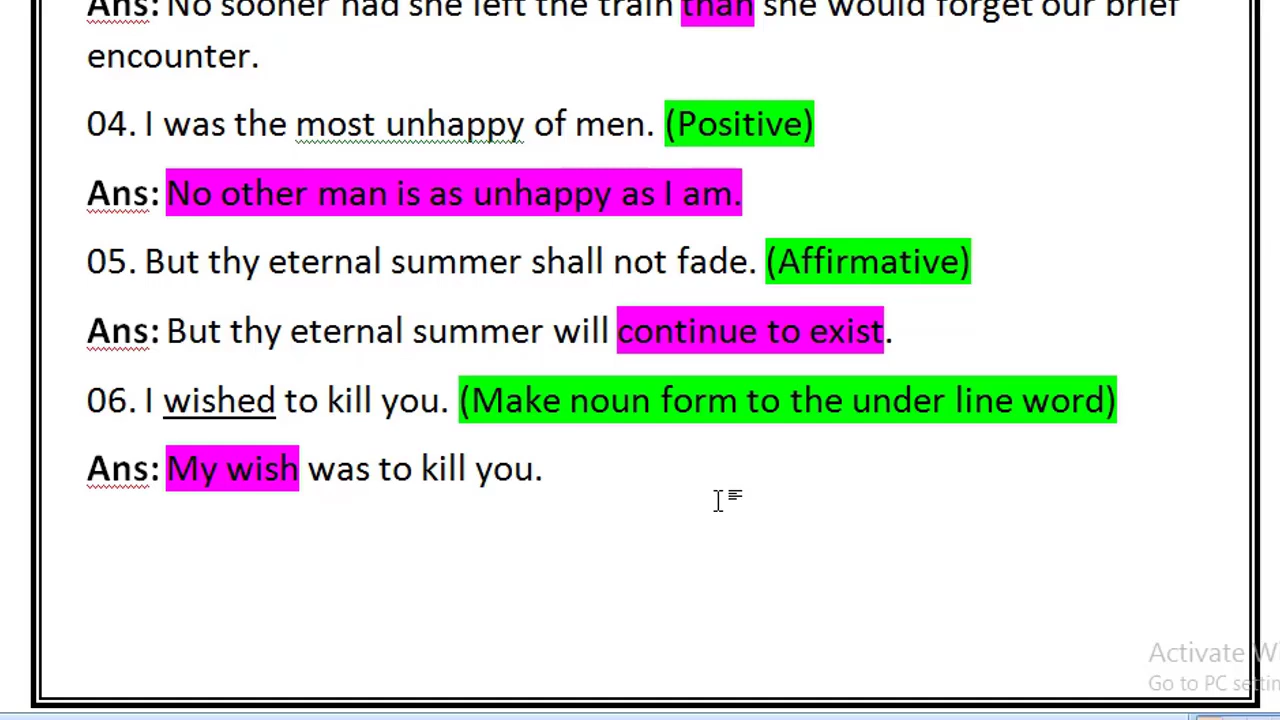 Ans: No sooner had she left the train than she would forget our brief
encounter.
04. I was the most unhappy of men. (Positive)
Ans: No other man is as unhappy as I am.
05. But thy eternal summer shall not fade. (Affirmative)
Ans: But thy eternal summer will continue to exist.
06. I wished to kill you. (Make noun form to the under line word)
Ans: My wish was to kill you.
Activate Wi
Go to PC settin